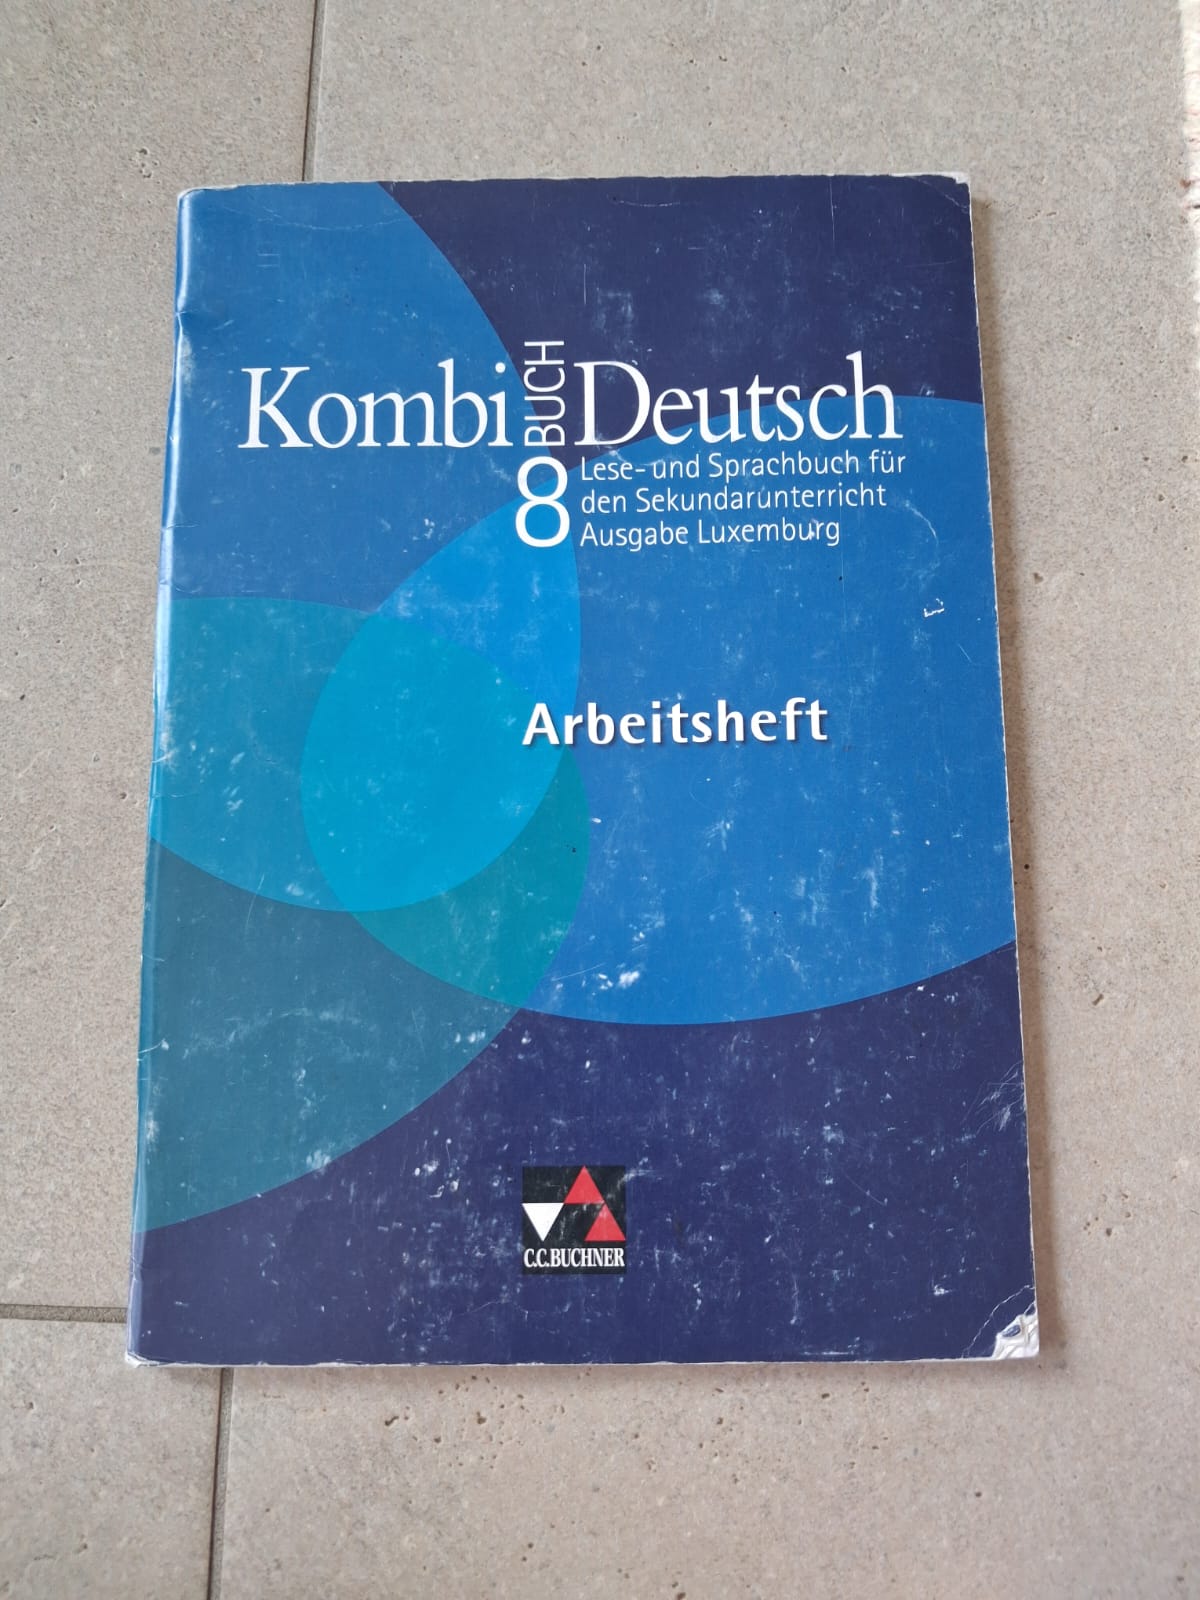 Kombi BUCH Deutsch
8 Lese- und Sprachbuch für
den Sekundarunterricht
Ausgabe Luxemburg
Arbeitsheft
C.C.BUCHNER